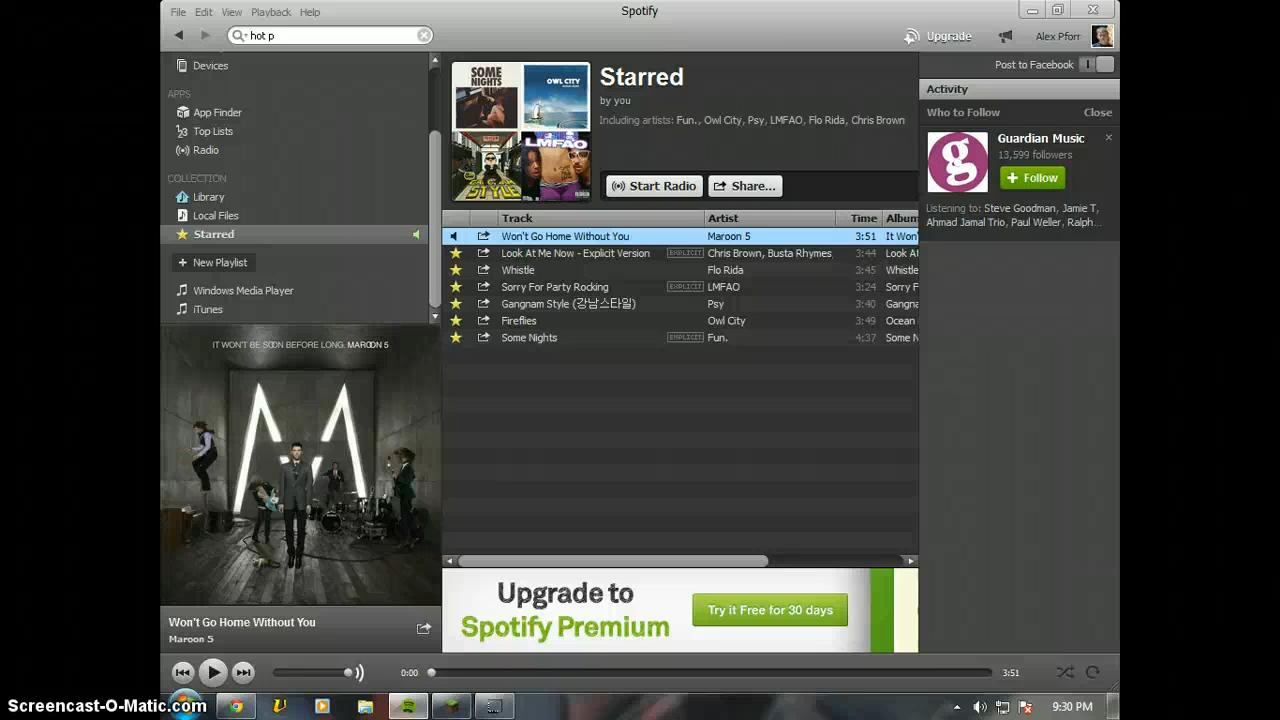 File Edit View Playback Help
Spotify
hot p
Upgrade
Alex Pforr
Post to Facebook
Devices
APPS
App Finder
Top Lists
Radio
COLLECTION
Library
Local Files
Starred
New Playlist
Windows Media Player
iTunes
IT WON'T BE SOON BEFORE LONG. MAROON 5
Won't Go Home Without You
Maroon 5
SOME NIGHTS
OWL CITY
GANGNAM STYLE
LMFAO
Starred
by you
Including artists: Fun., Owl City, Psy, LMFAO, Flo Rida, Chris Brown
Start Radio Share...
Track Artist Time Album
Won't Go Home Without You Maroon 5 3:51 It Won'
Look At Me Now - Explicit Version EXPLICIT Chris Brown, Busta Rhymes 3:44 Look At
Whistle Flo Rida 3:45 Whistle
Sorry For Party Rocking EXPLICIT LMFAO 3:24 Sorry F
Gangnam Style (강남스타일) Psy 3:40 Gangna
Fireflies Owl City 3:49 Ocean
Some Nights EXPLICIT Fun. 4:37 Some N
Upgrade to
Spotify Premium
Try it Free for 30 days
Activity
Who to Follow Close
g
Guardian Music
13,599 followers
+ Follow
Listening to: Steve Goodman, Jamie T,
Ahmad Jamal Trio, Paul Weller, Ralph...
0:00 3:51
Screencast-O-Matic.com
9:30 PM